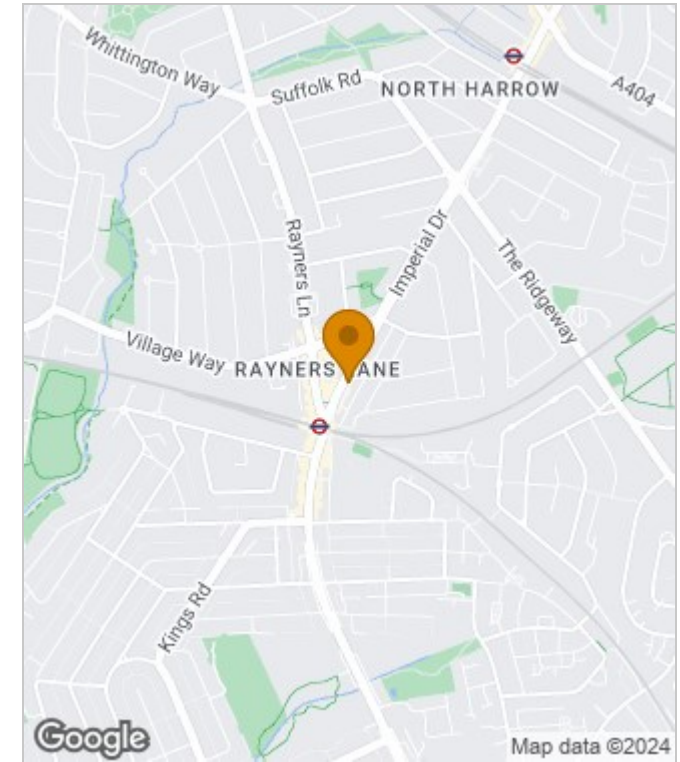 Whittington Way
Suffolk Rd
NORTH HARROW
A404
Rayners Ln
Imperial Dr
The Ridgeway
Village Way
RAYNERS LANE
Kings Rd
Google
Map data ©2024